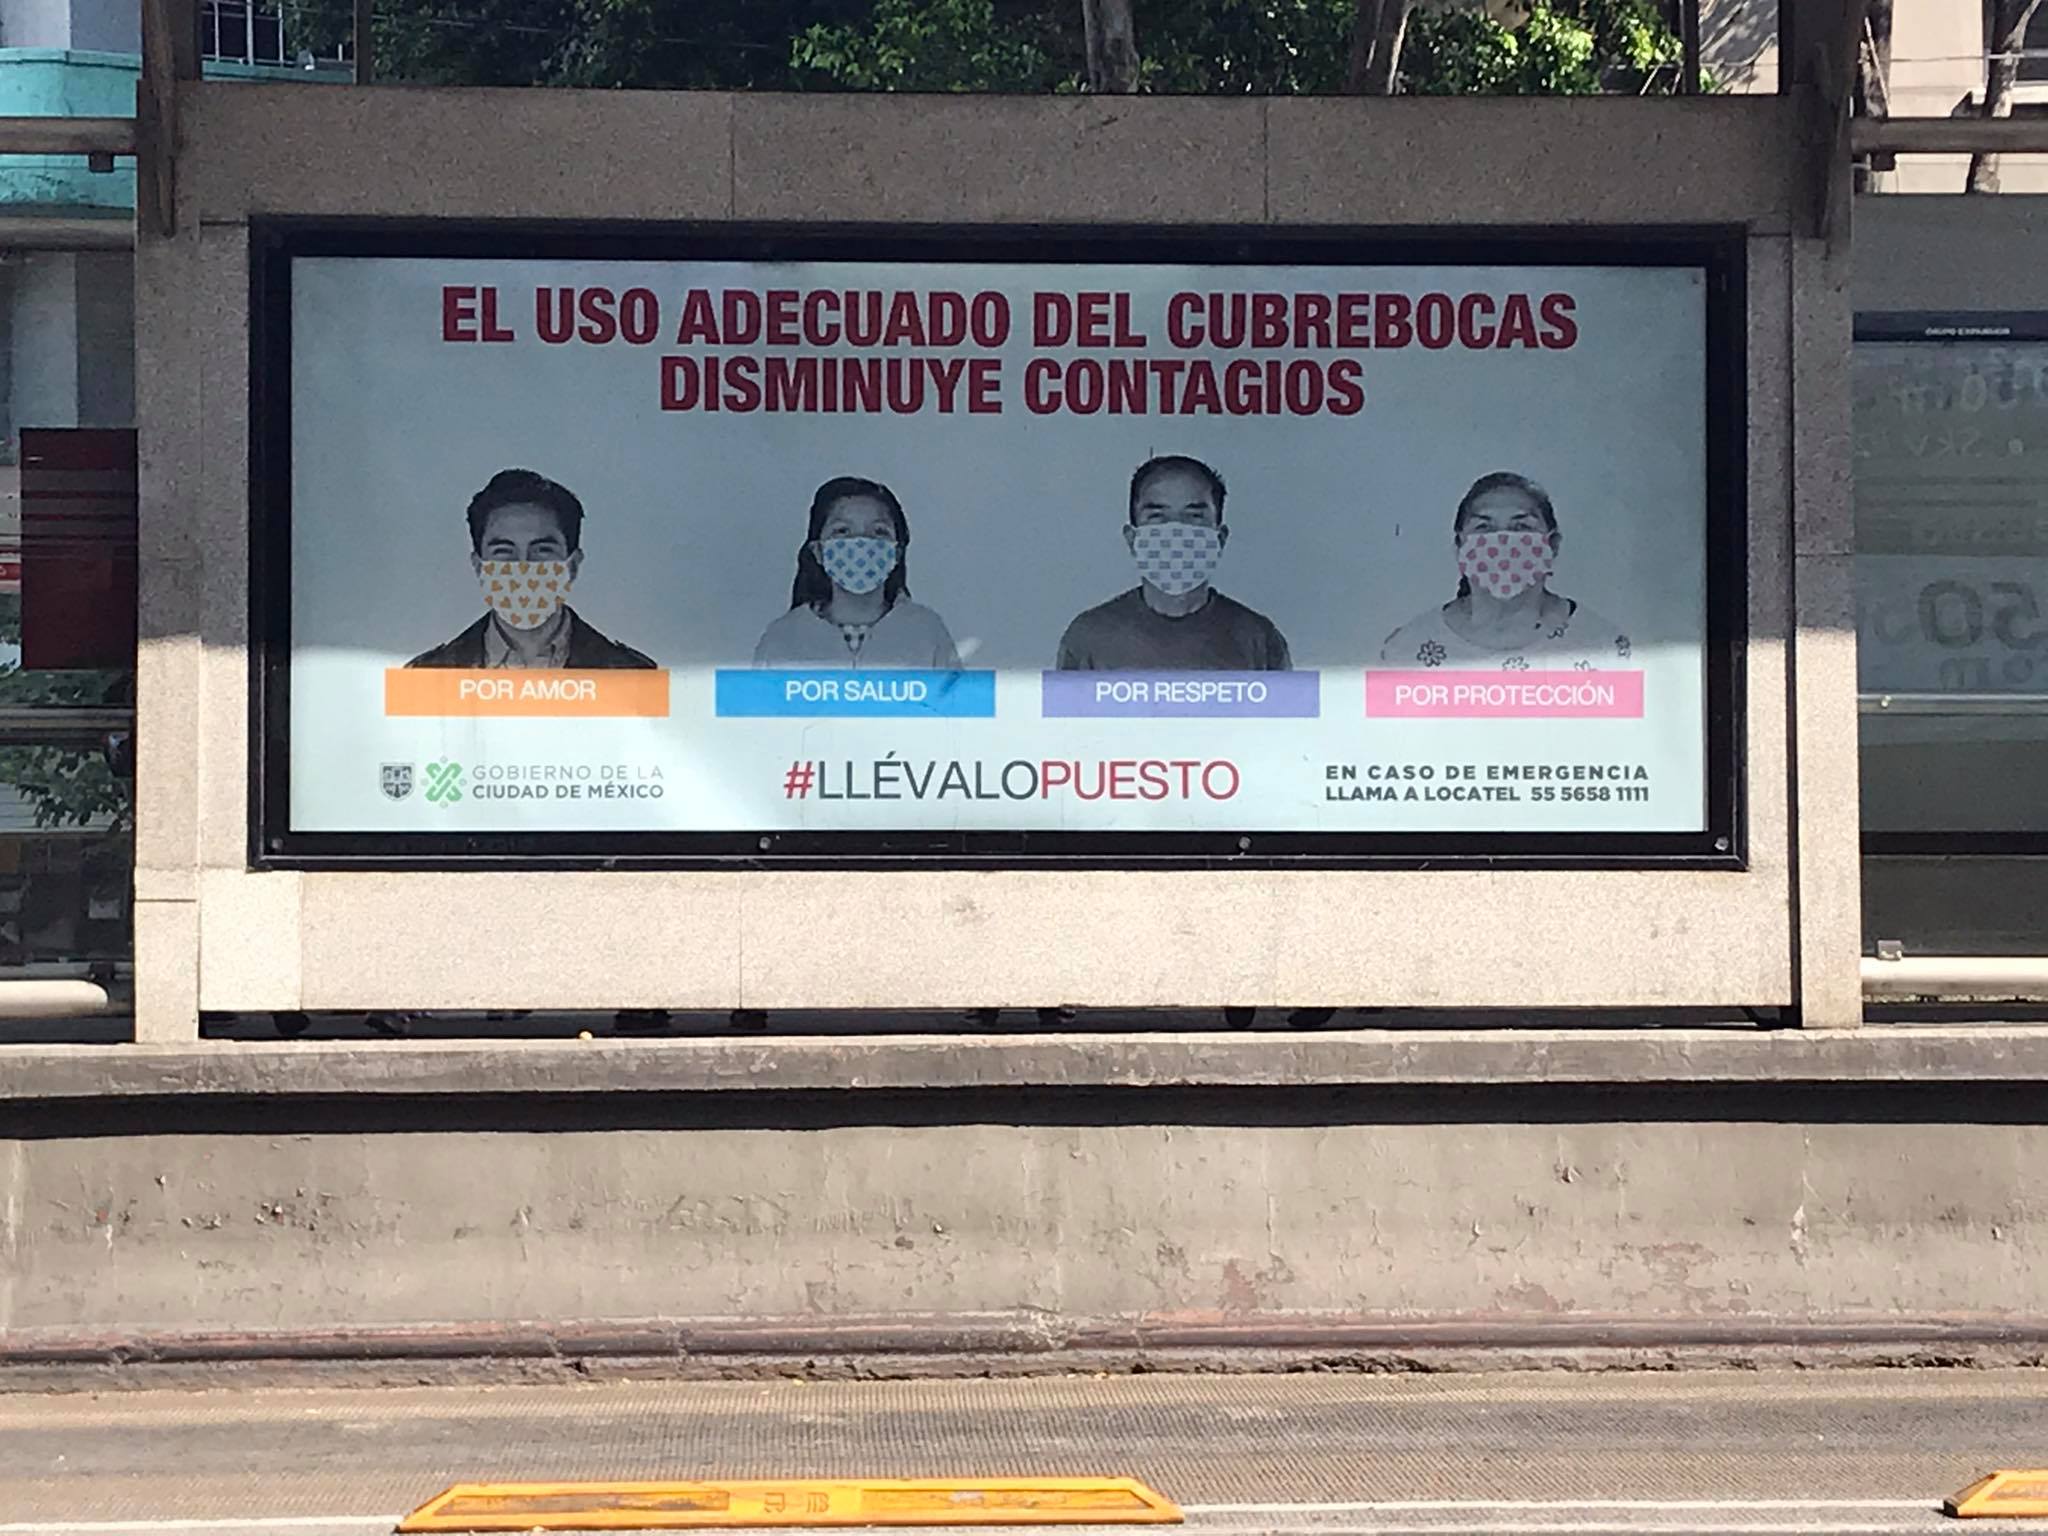 EL USO ADECUADO DEL CUBREBOCAS
DISMINUYE CONTAGIOS
POR AMOR
POR SALUD
POR RESPETO
POR PROTECCIÓN
GOBIERNO DE LA
CIUDAD DE MÉXICO
#LLÉVALOPUESTO
EN CASO DE EMERGENCIA
LLAMA A LOCATEL 55 5658 1111